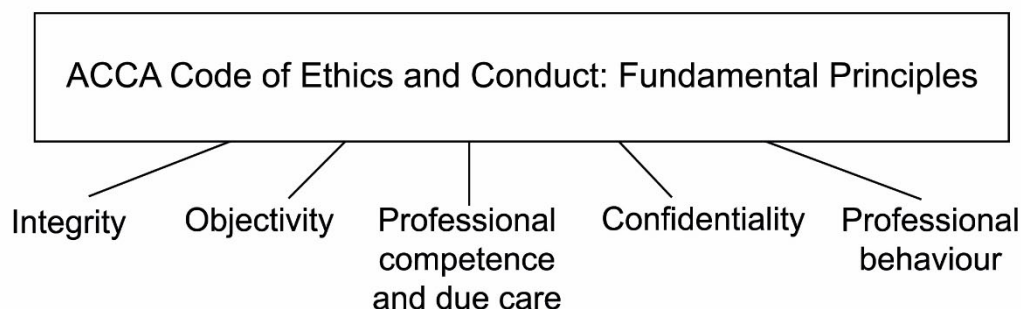 ACCA Code of Ethics and Conduct: Fundamental Principles
Integrity
Objectivity
Professional
competence
and due care
Confidentiality
Professional
behaviour